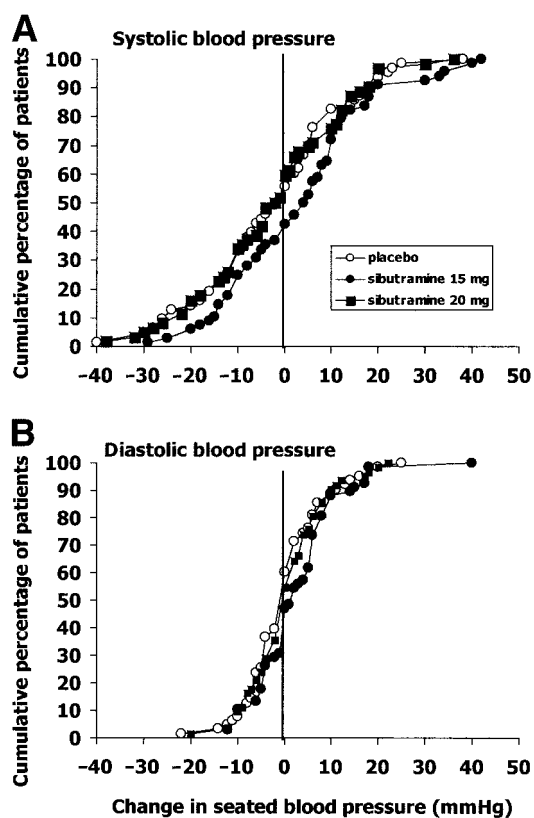 A
Systolic blood pressure
Cumulative percentage of patients
100
90
80
70
60
50
40
30
20
10
0
placebo
sibutramine 15 mg
sibutramine 20 mg
−40 −30 −20 −10 0 10 20 30 40 50
B
Diastolic blood pressure
Cumulative percentage of patients
100
90
80
70
60
50
40
30
20
10
0
−40 −30 −20 −10 0 10 20 30 40 50
Change in seated blood pressure (mmHg)